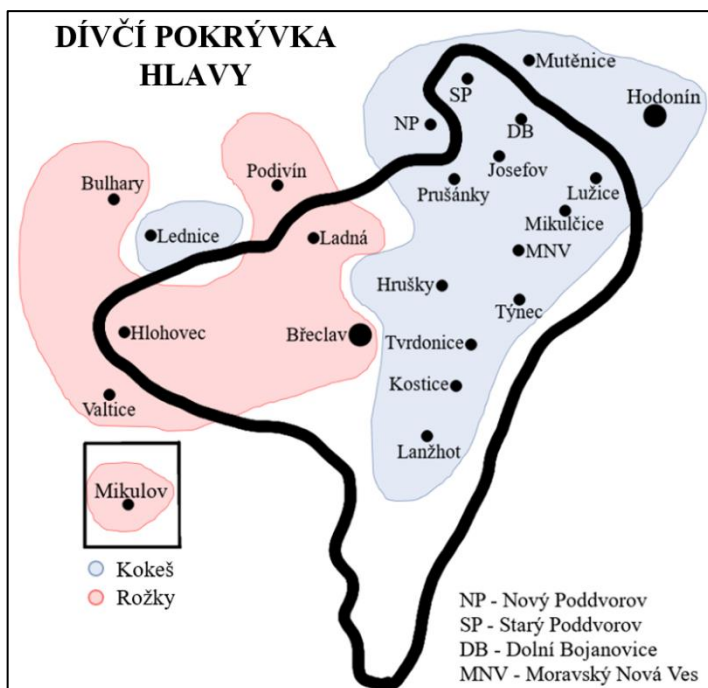 DÍVČÍ POKRÝVKA
HLAVY
Mutěnice
SP
Hodonín
NP
DB
Josefov
Podivín
Bulhary
Prušánky
Lužice
Mikulčice
Lednice
Ladná
MNV
Hrušky
Týnec
Hlohovec
Břeclav
Tvrdonice
Kostice
Valtice
Lanžhot
Mikulov
Kokeš
Rožky
NP - Nový Poddvorov
SP - Starý Poddvorov
DB - Dolní Bojanovice
MNV - Moravský Nová Ves